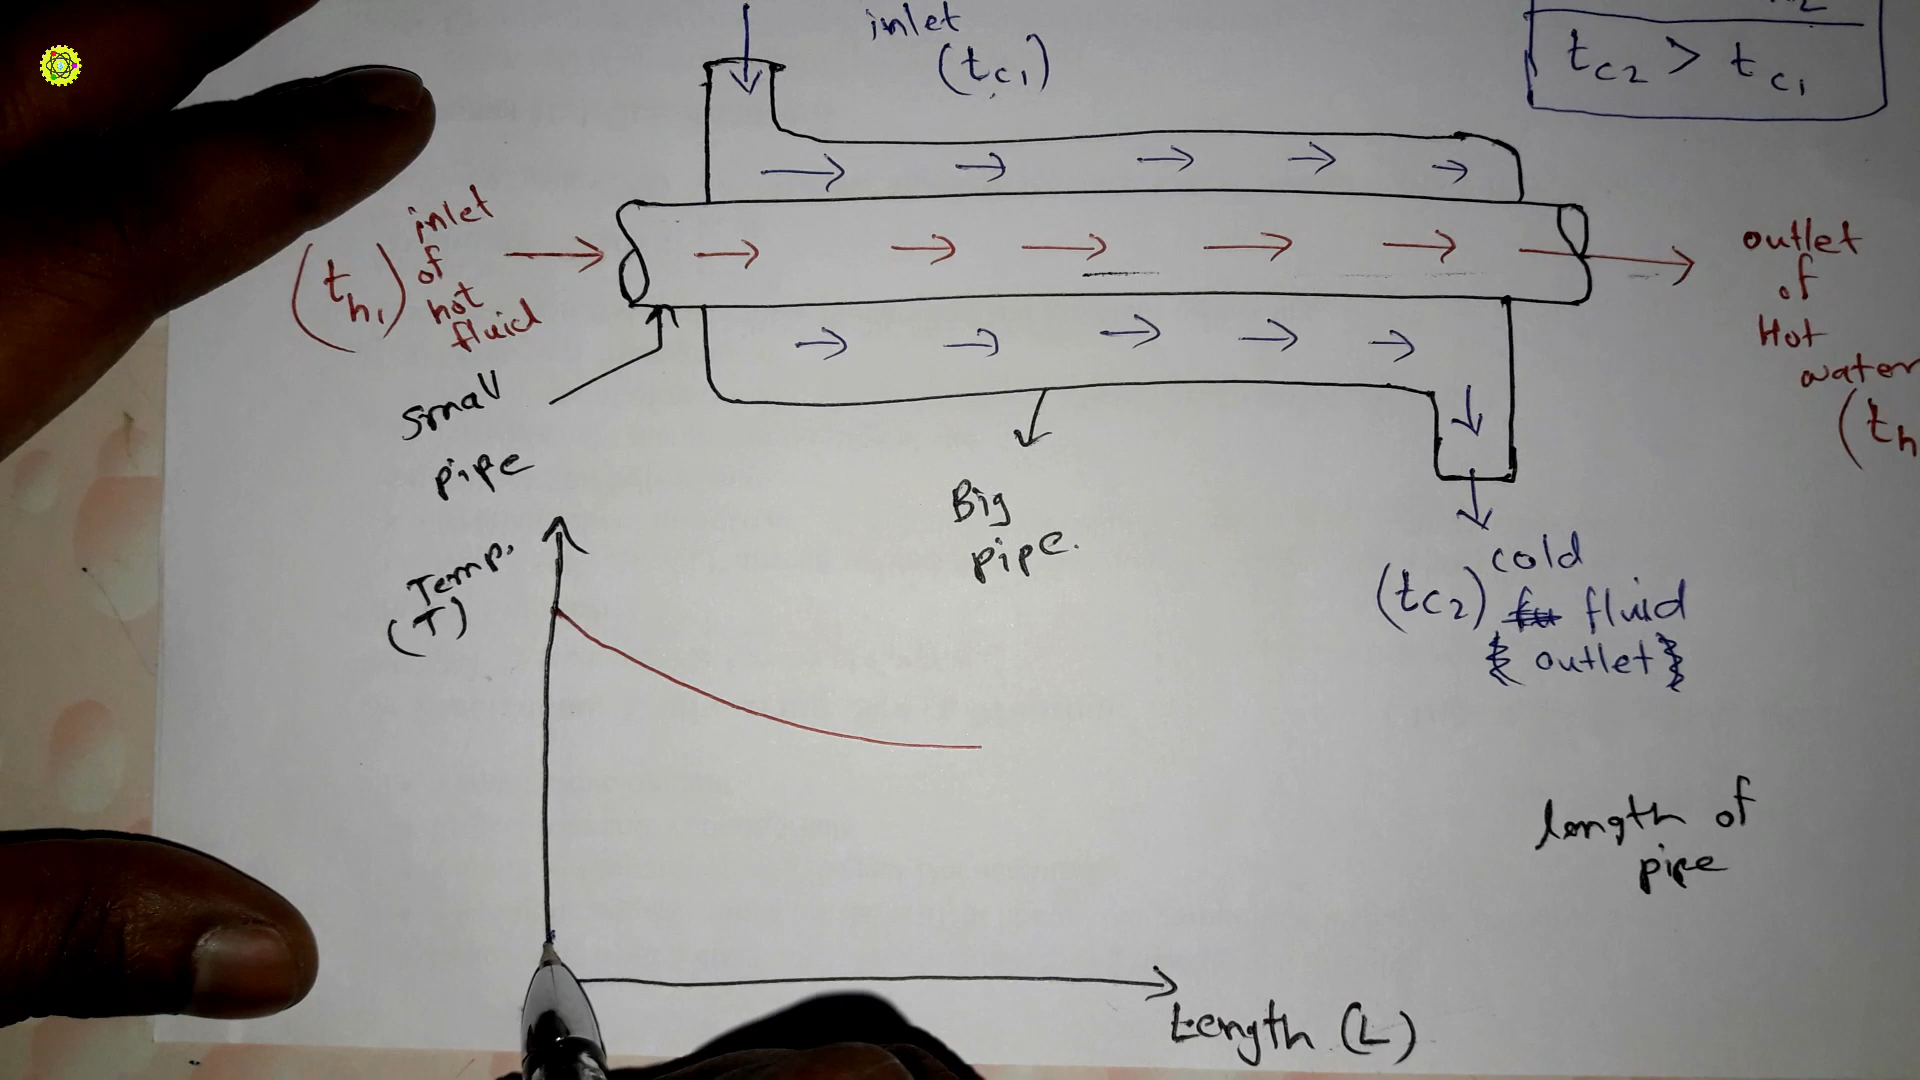 inlet
(tc1)
tc2 > tc1
(th1)
inlet
of
hot
fluid
outlet
of
Hot
water
(th
small
pipe
Big
pipe.
Temp.
(T)
cold
(tc2) fluid
{ outlet }
length of
pipe
Length (L)